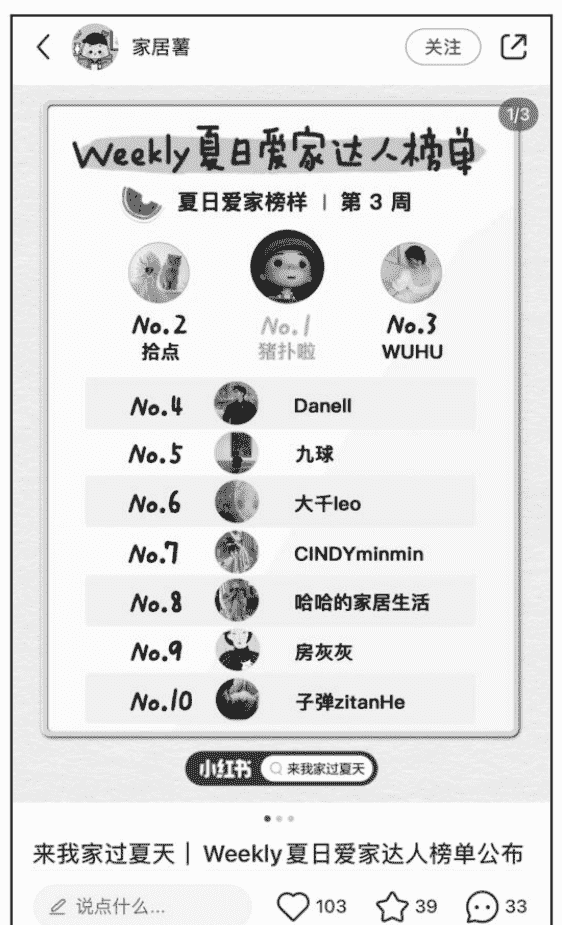 家居薯
关注
1/3
Weekly夏日爱家达人榜单
夏日爱家榜样 | 第 3 周
No.2
拾点
No.1
猪扑啦
No.3
WUHU
No.4 Danell
No.5 九球
No.6 大千leo
No.7 CINDYminmin
No.8 哈哈的家居生活
No.9 房灰灰
No.10 子弹zitanHe
小红书 来我家过夏天
来我家过夏天｜Weekly夏日爱家达人榜单公布
说点什么... 103 39 33